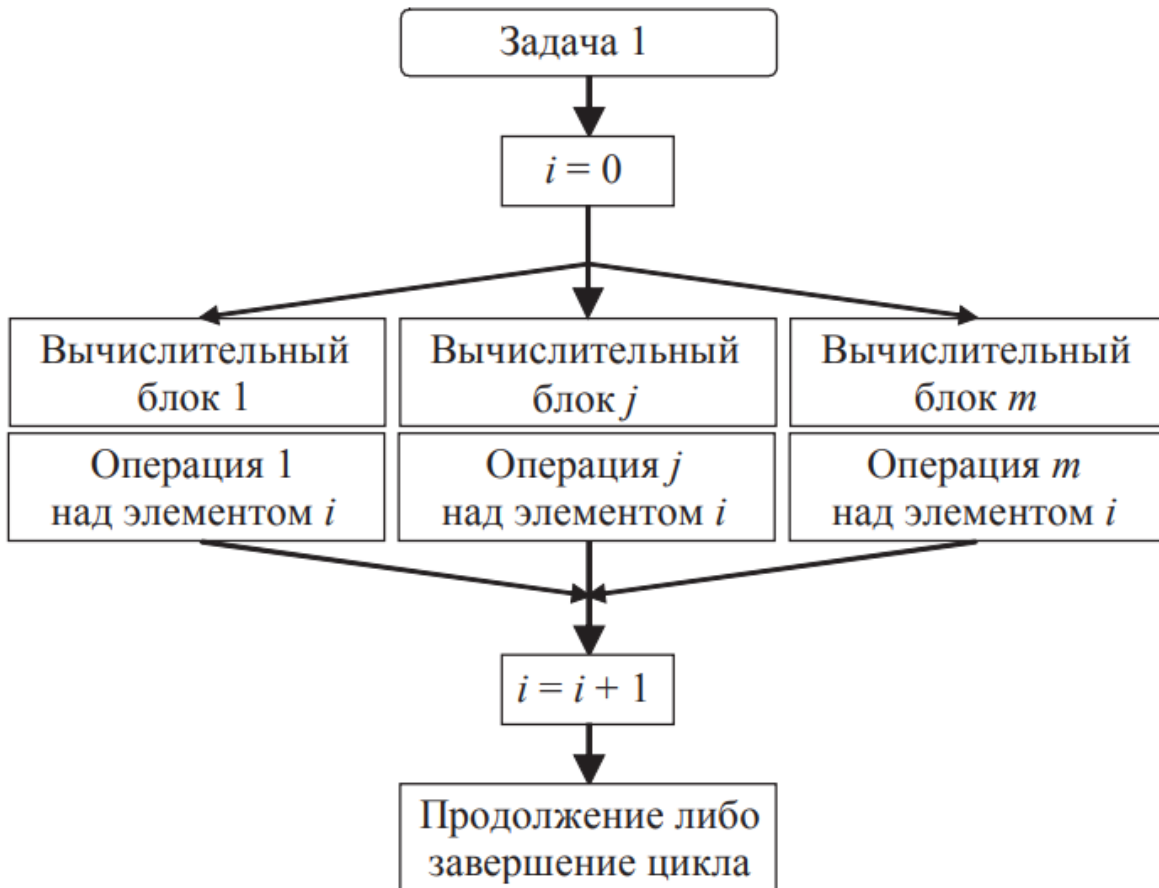 Задача 1
i = 0
Вычислительный
блок 1
Вычислительный
блок j
Вычислительный
блок m
Операция 1
над элементом i
Операция j
над элементом i
Операция m
над элементом i
i = i + 1
Продолжение либо
завершение цикла